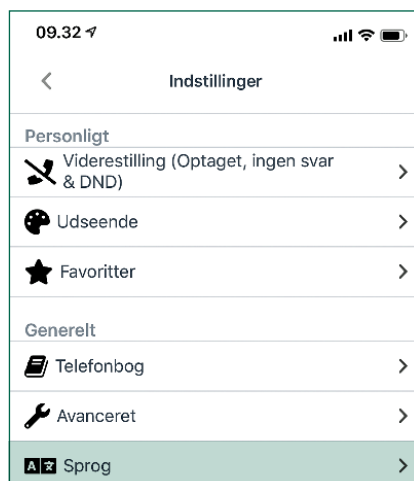 09.32
Indstillinger
Personligt
Viderestilling (Optaget, ingen svar
& DND)
Udseende
Favoritter
Generelt
Telefonbog
Avanceret
Sprog